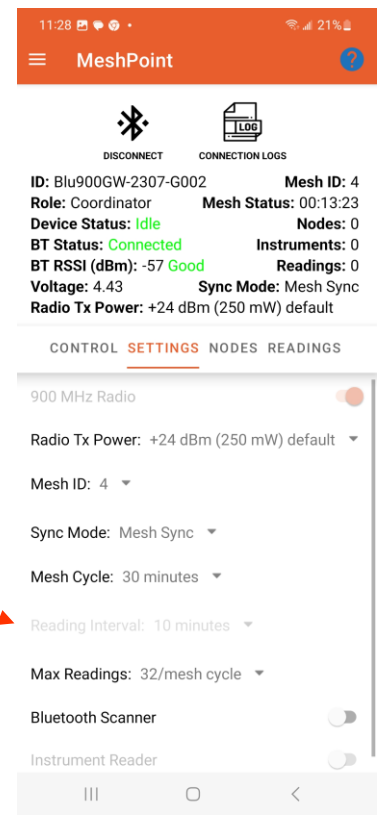 11:28 21%
MeshPoint ?
LOG
DISCONNECT CONNECTION LOGS
ID: Blu900GW-2307-G002 Mesh ID: 4
Role: Coordinator Mesh Status: 00:13:23
Device Status: Idle Nodes: 0
BT Status: Connected Instruments: 0
BT RSSI (dBm): -57 Good Readings: 0
Voltage: 4.43 Sync Mode: Mesh Sync
Radio Tx Power: +24 dBm (250 mW) default
CONTROL SETTINGS NODES READINGS
900 MHz Radio
Radio Tx Power: +24 dBm (250 mW) default
Mesh ID: 4
Sync Mode: Mesh Sync
Mesh Cycle: 30 minutes
Reading Interval: 10 minutes
Max Readings: 32/mesh cycle
Bluetooth Scanner
Instrument Reader